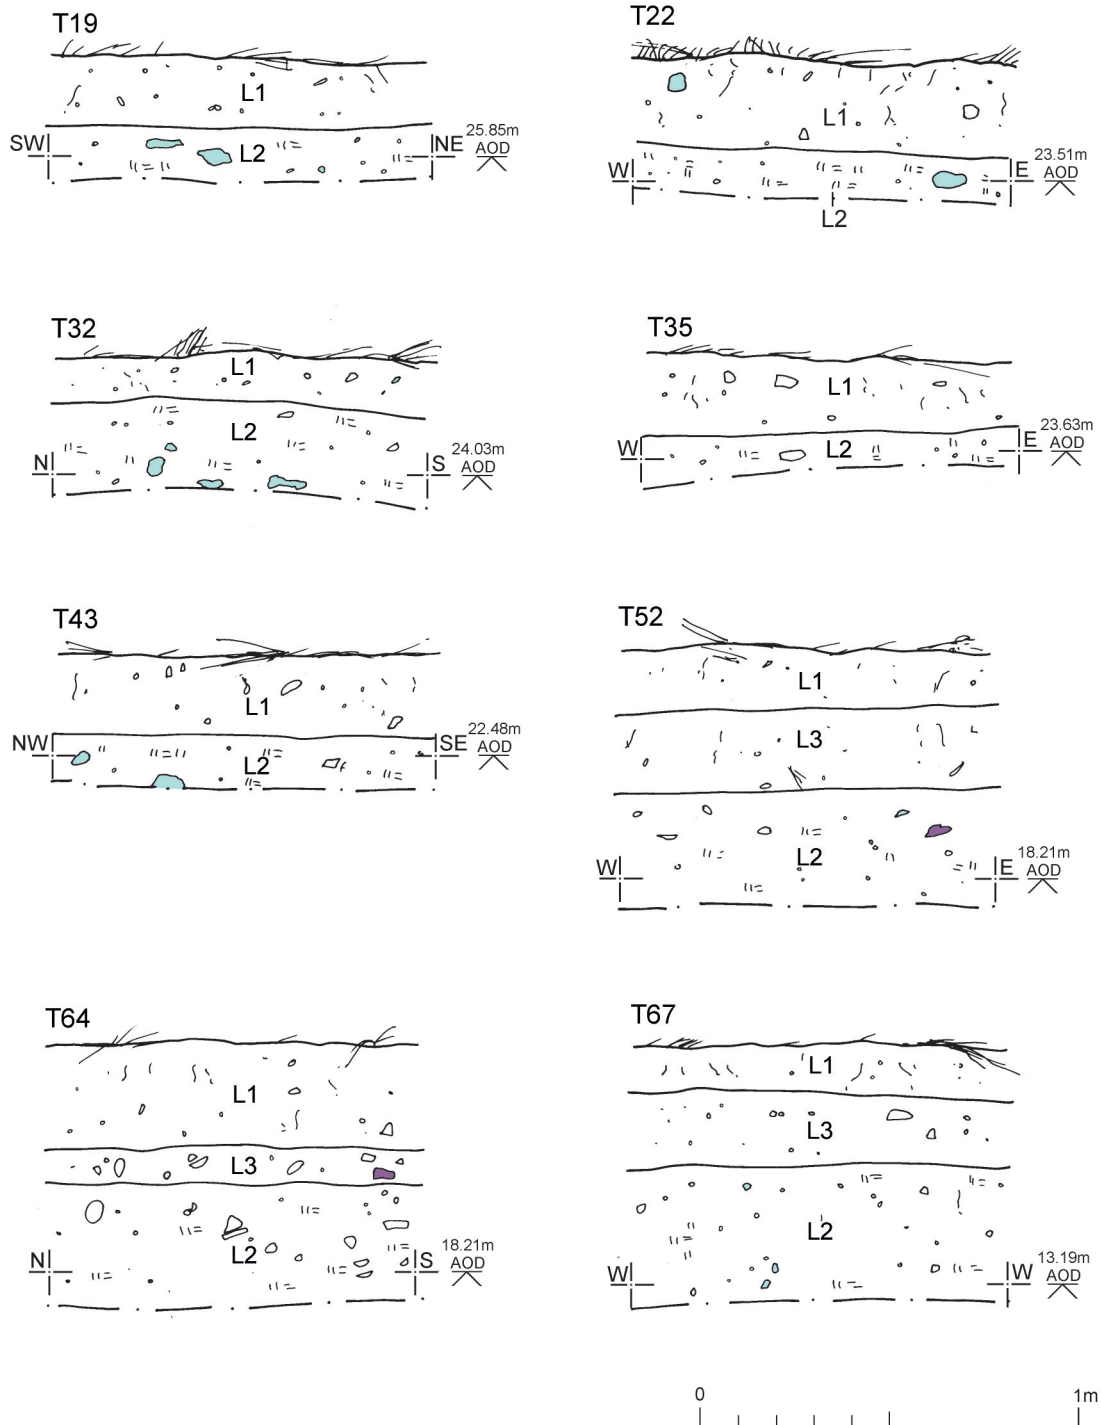 T19
L1
SW
L2
NE
25.85m
AOD
T22
L1
W
E
23.51m
AOD
L2
T32
L1
L2
N
S
24.03m
AOD
T35
L1
W
L2
E
23.63m
AOD
T43
L1
NW
L2
SE
22.48m
AOD
T52
L1
L3
L2
W
E
18.21m
AOD
T64
L1
L3
L2
N
S
18.21m
AOD
T67
L1
L3
L2
W
W
13.19m
AOD
0
1m